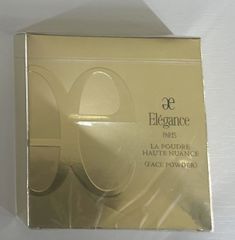 æ
Elégance
PARIS
LA POUDRE
HAUTE NUANCE
(FACE POWDER)